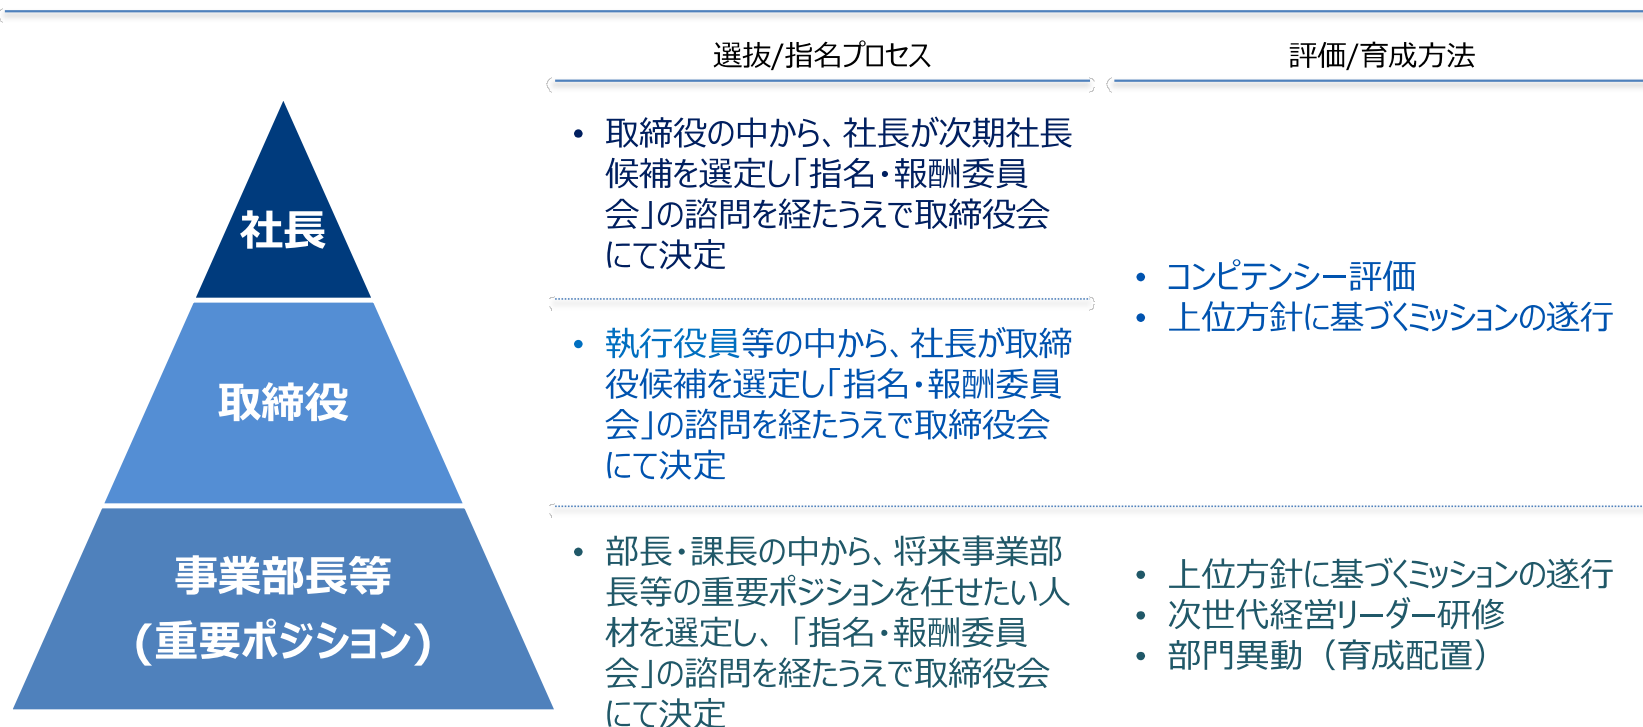 選抜/指名プロセス
評価/育成方法
社長
・取締役の中から、社長が次期社長
候補を選定し「指名・報酬委員
会」の諮問を経たうえで取締役会
にて決定
・コンピテンシー評価
・上位方針に基づくミッションの遂行
取締役
・執行役員等の中から、社長が取締
役候補を選定し「指名・報酬委員
会」の諮問を経たうえで取締役会
にて決定
事業部長等
(重要ポジション)
・部長・課長の中から、将来事業部
長等の重要ポジションを任せたい人
材を選定し、「指名・報酬委員
会」の諮問を経たうえで取締役会
にて決定
・上位方針に基づくミッションの遂行
・次世代経営リーダー研修
・部門異動（育成配置）